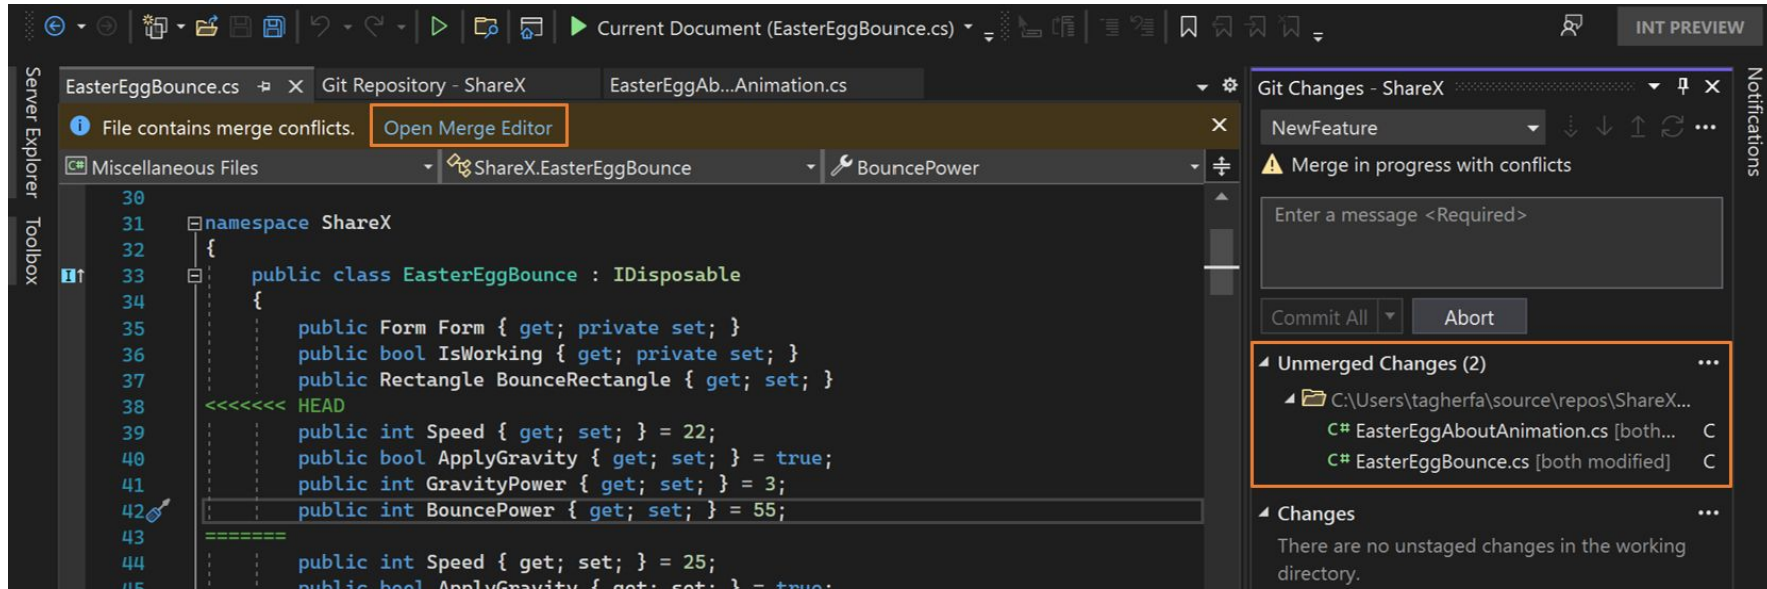 Current Document (EasterEggBounce.cs)
INT PREVIEW
Server Explorer
Toolbox
EasterEggBounce.cs
Git Repository - ShareX
EasterEggAb...Animation.cs
File contains merge conflicts. Open Merge Editor
C# Miscellaneous Files
ShareX.EasterEggBounce
BouncePower
30
31 namespace ShareX
32 {
33 public class EasterEggBounce : IDisposable
34 {
35 public Form Form { get; private set; }
36 public bool IsWorking { get; private set; }
37 public Rectangle BounceRectangle { get; set; }
38 <<<<<<< HEAD
39 public int Speed { get; set; } = 22;
40 public bool ApplyGravity { get; set; } = true;
41 public int GravityPower { get; set; } = 3;
42 public int BouncePower { get; set; } = 55;
43 =======
44 public int Speed { get; set; } = 25;
45 public bool ApplyGravity { get; set; } = true;
Git Changes - ShareX
NewFeature
Merge in progress with conflicts
Enter a message <Required>
Commit All
Abort
Unmerged Changes (2)
C:\Users\tagherfa\source\repos\ShareX...
C# EasterEggAboutAnimation.cs [both... C
C# EasterEggBounce.cs [both modified] C
Changes
There are no unstaged changes in the working
directory.
Notifications